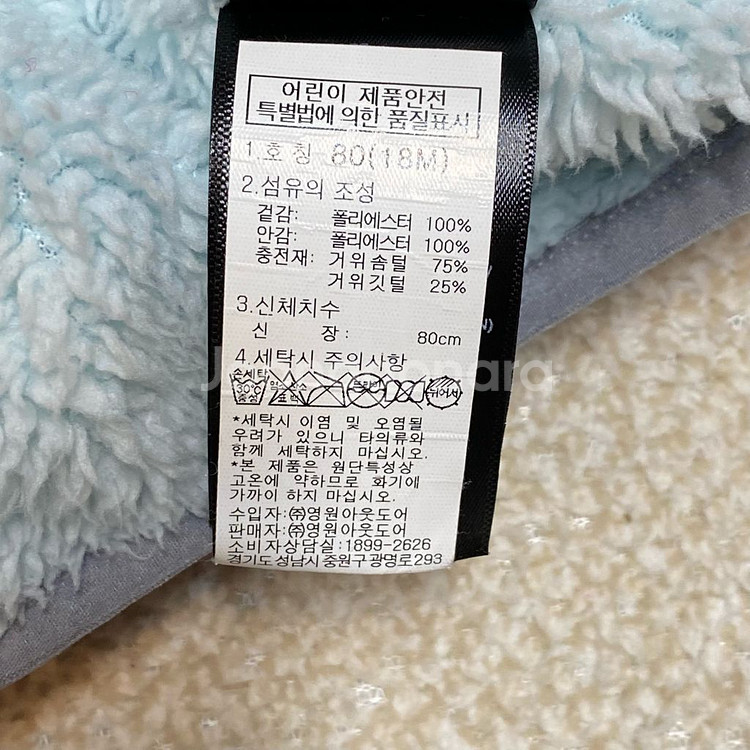 어린이 제품안전
특별법에 의한 품질표시
1.호칭 80(18M)
2.섬유의 조성
겉감: 폴리에스터 100%
안감: 폴리에스터 100%
충전재: 거위솜털 75%
거위깃털 25%
3.신체치수
신 장: 80cm
4.세탁시 주의사항
손세탁
30℃
중성
뉘어서
*세탁시 이염 및 오염될
우려가 있으니 타의류와
함께 세탁하지 마십시오.
*본 제품은 원단특성상
고온에 약하므로 화기에
가까이 하지 마십시오.
수입자:㈜영원아웃도어
판매자:㈜영원아웃도어
소비자상담실:1899-2626
경기도 성남시 중원구 광명로293